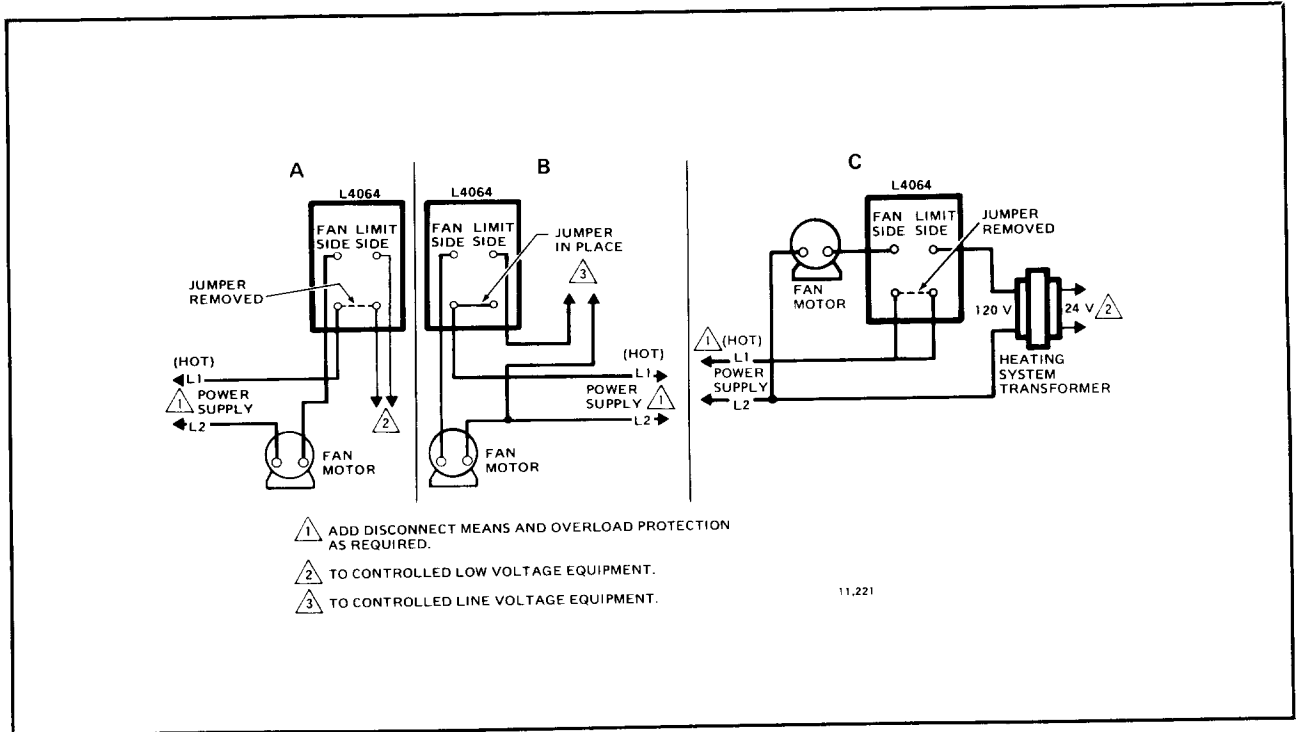 A
L4064
FAN LIMIT
SIDE SIDE
JUMPER
REMOVED
(HOT)
L1
1 POWER
SUPPLY
L2
FAN
MOTOR
2
B
L4064
FAN LIMIT
SIDE SIDE
JUMPER
IN PLACE
3
(HOT)
L1
POWER
SUPPLY 1
L2
FAN
MOTOR
C
L4064
FAN LIMIT
SIDE SIDE
JUMPER
REMOVED
FAN
MOTOR
120 V
24 V 2
1 (HOT)
L1
POWER
SUPPLY
L2
HEATING
SYSTEM
TRANSFORMER
1 ADD DISCONNECT MEANS AND OVERLOAD PROTECTION
AS REQUIRED.
2 TO CONTROLLED LOW VOLTAGE EQUIPMENT.
3 TO CONTROLLED LINE VOLTAGE EQUIPMENT.
11,221